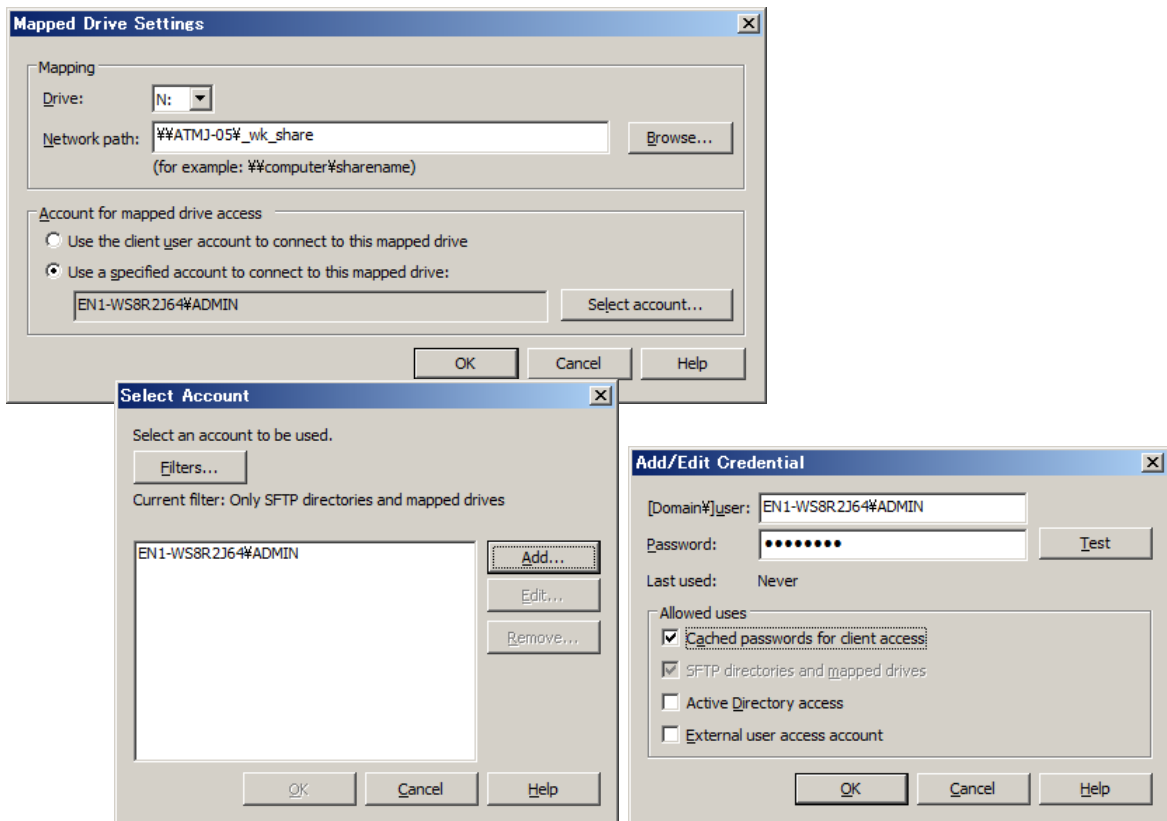 Mapped Drive Settings
Mapping
Drive: N:
Network path: ¥¥ATMJ-05¥_wk_share Browse...
(for example: ¥¥computer¥sharename)
Account for mapped drive access
Use the client user account to connect to this mapped drive
Use a specified account to connect to this mapped drive:
EN1-WS8R2J64¥ADMIN Select account...
OK Cancel Help
Select Account
Select an account to be used.
Filters...
Current filter: Only SFTP directories and mapped drives
EN1-WS8R2J64¥ADMIN
Add...
Edit...
Remove...
OK Cancel Help
Add/Edit Credential
[Domain¥]user: EN1-WS8R2J64¥ADMIN
Password: ●●●●●●●● Test
Last used: Never
Allowed uses
Cached passwords for client access
SFTP directories and mapped drives
Active Directory access
External user access account
OK Cancel Help